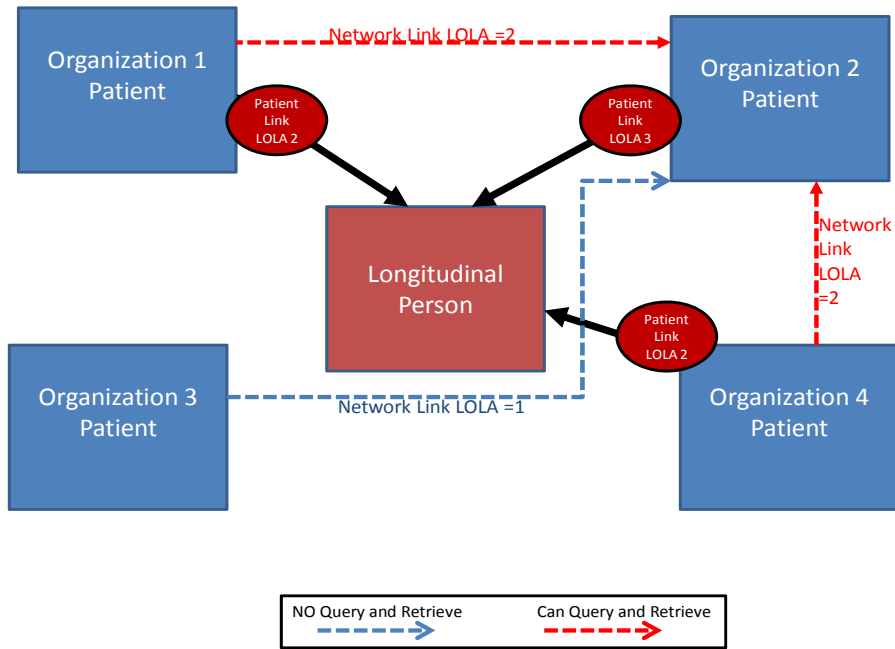 Network Link LOLA =2
Organization 1
Patient
Organization 2
Patient
Patient
Link
LOLA 2
Patient
Link
LOLA 3
Network
Link
LOLA
=2
Longitudinal
Person
Patient
Link
LOLA 2
Organization 3
Patient
Network Link LOLA =1
Organization 4
Patient
NO Query and Retrieve
Can Query and Retrieve